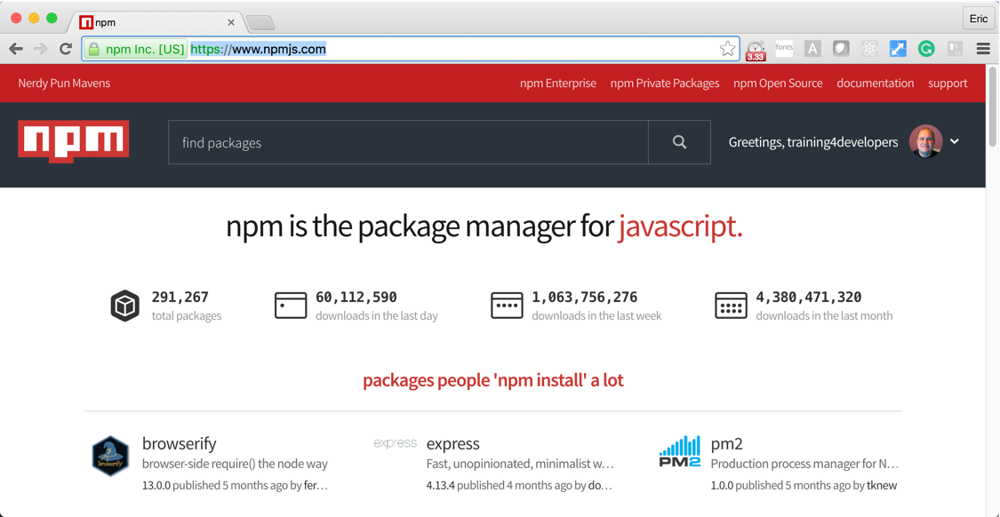 npm
Eric
npm Inc. [US] https://www.npmjs.com
3.33
fonts
A
G
Nerdy Pun Mavens
npm Enterprise npm Private Packages npm Open Source documentation support
npm
find packages
Greetings, training4developers
npm is the package manager for javascript.
291,267
total packages
60,112,590
downloads in the last day
1,063,756,276
downloads in the last week
4,380,471,320
downloads in the last month
packages people 'npm install' a lot
browserify
browserify
browser-side require() the node way
13.0.0 published 5 months ago by fer…
express
express
Fast, unopinionated, minimalist w…
4.13.4 published 4 months ago by do…
PM2
pm2
Production process manager for N…
1.0.0 published 5 months ago by tknew